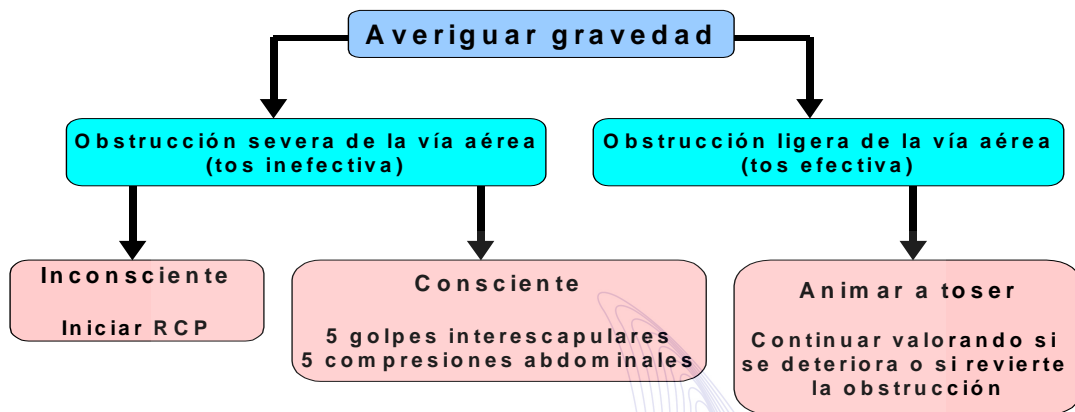 Averiguar gravedad
Obstrucción severa de la vía aérea
(tos inefectiva)
Obstrucción ligera de la vía aérea
(tos efectiva)
Inconsciente
Iniciar RCP
Consciente
5 golpes interescapulares
5 compresiones abdominales
Animar a toser
Continuar valorando si
se deteriora o si revierte
la obstrucción